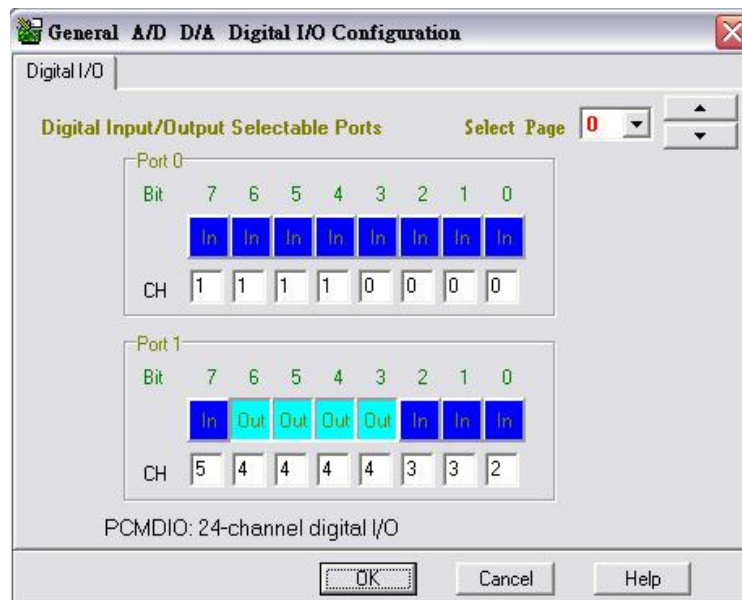 General A/D D/A Digital I/O Configuration
Digital I/O
Digital Input/Output Selectable Ports Select Page 0
Port 0
Bit 7 6 5 4 3 2 1 0
In In In In In In In In
CH 1 1 1 1 0 0 0 0
Port 1
Bit 7 6 5 4 3 2 1 0
In Out Out Out Out In In In
CH 5 4 4 4 4 3 3 2
PCMDIO: 24-channel digital I/O
OK Cancel Help